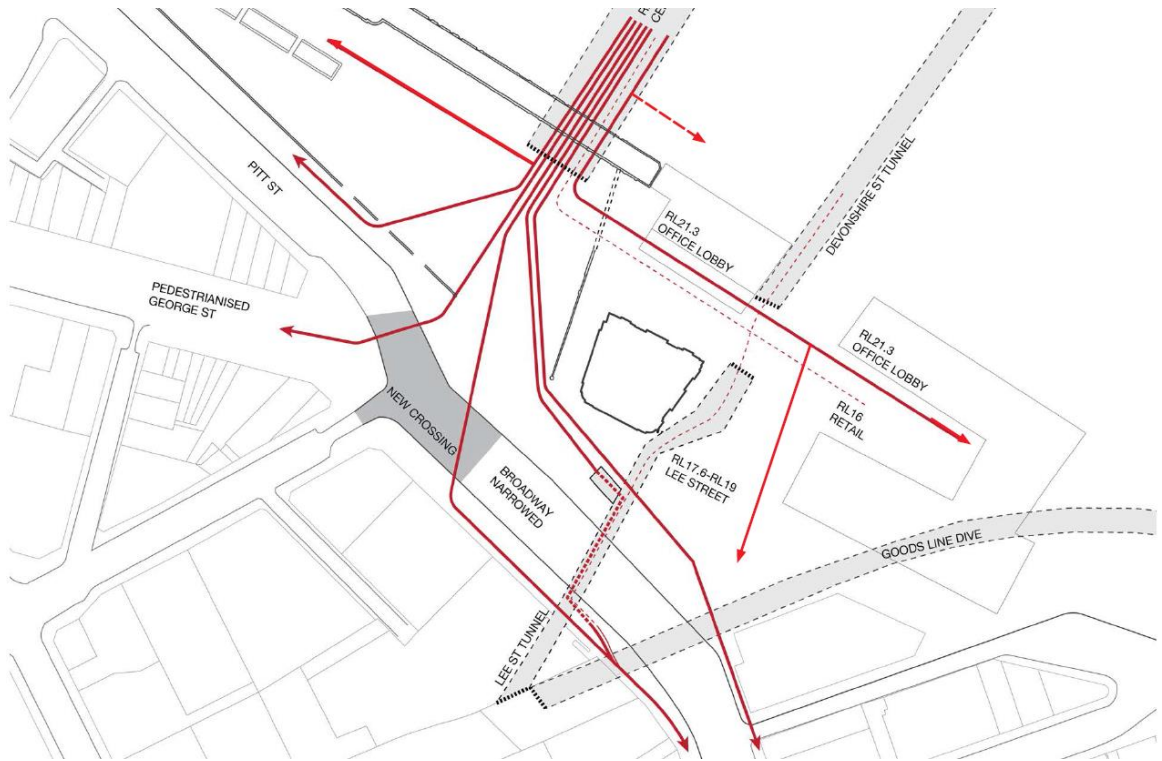 PITT ST
PEDESTRIANISED
GEORGE ST
NEW CROSSING
BROADWAY
NARROWED
RL21.3
OFFICE LOBBY
DEVONSHIRE ST TUNNEL
RL21.3
OFFICE LOBBY
RL16
RETAIL
RL17.6-RL19
LEE STREET
GOODS LINE DIVE
LEE ST TUNNEL